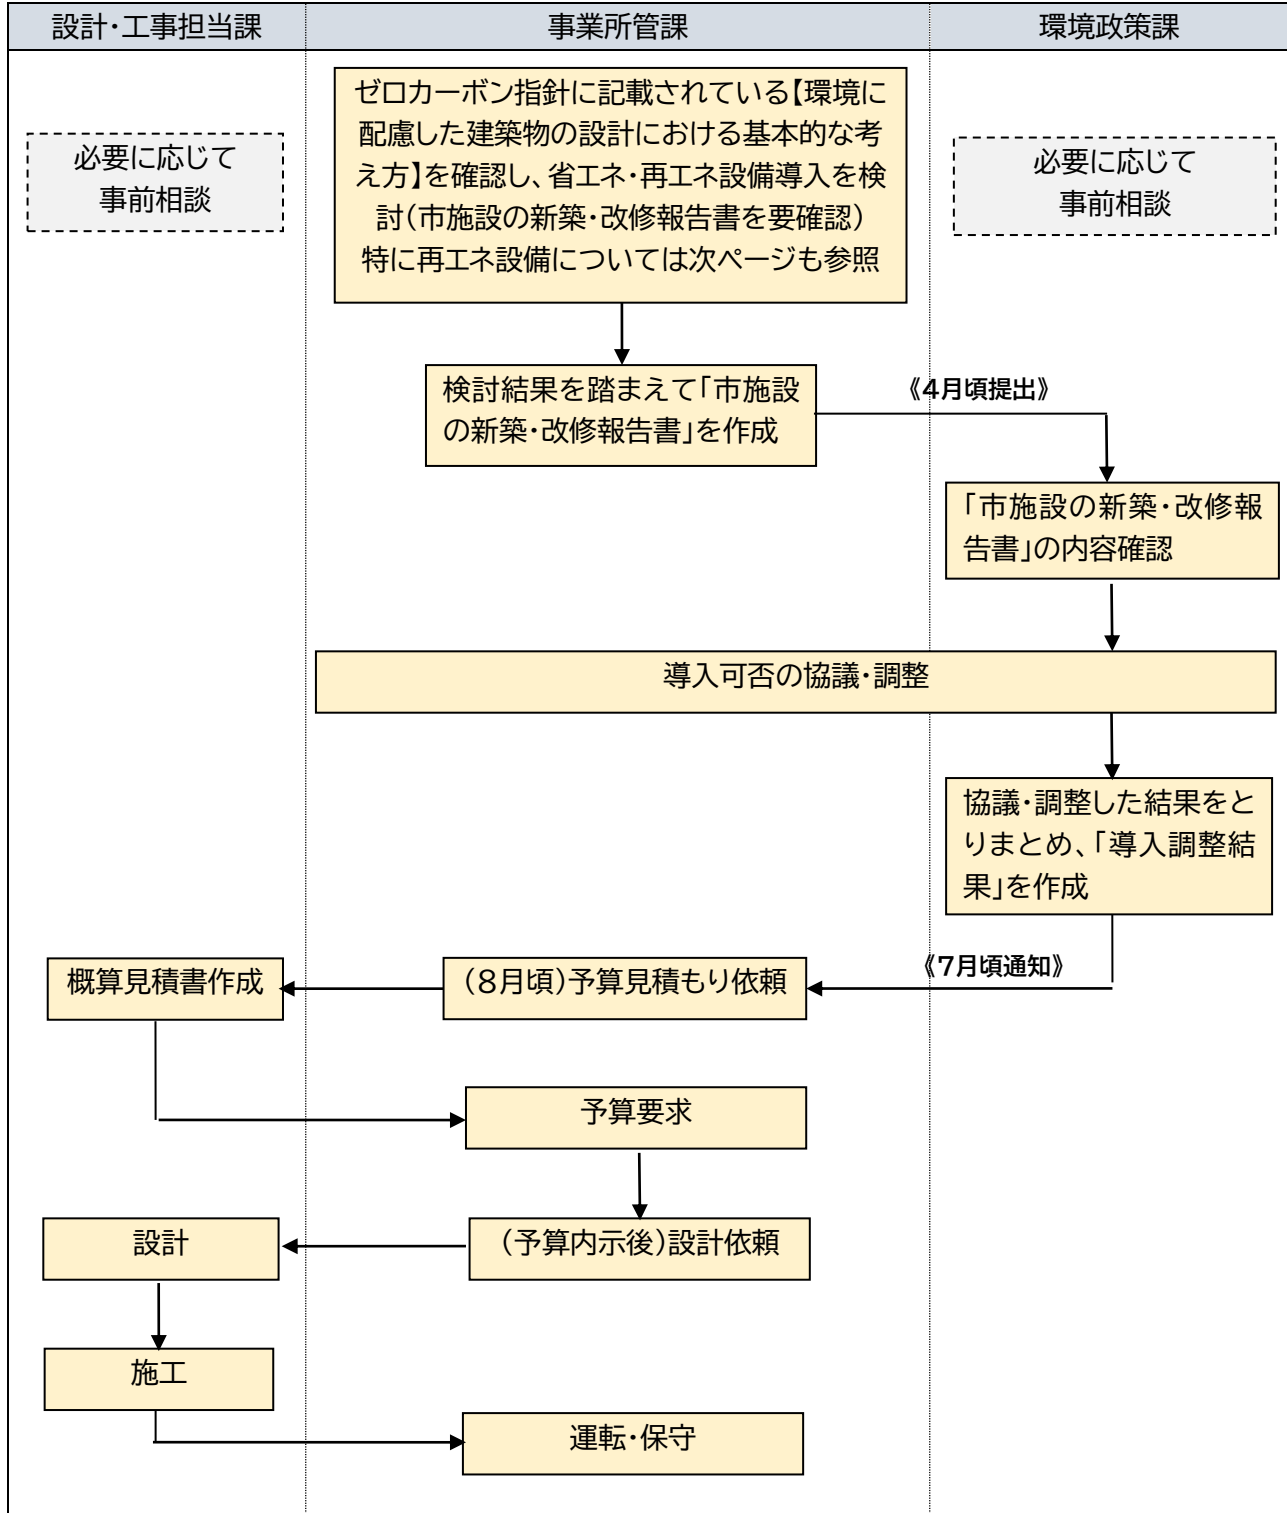 設計・工事担当課
事業所管課
環境政策課
ゼロカーボン指針に記載されている【環境に
配慮した建築物の設計における基本的な考
え方】を確認し、省エネ・再エネ設備導入を検
討（市施設の新築・改修報告書を要確認）
特に再エネ設備については次ページも参照
必要に応じて
事前相談
必要に応じて
事前相談
検討結果を踏まえて「市施設
の新築・改修報告書」を作成
《4月頃提出》
「市施設の新築・改修報
告書」の内容確認
導入可否の協議・調整
協議・調整した結果をと
りまとめ、「導入調整結
果」を作成
《7月頃通知》
（8月頃）予算見積もり依頼
概算見積書作成
予算要求
（予算内示後）設計依頼
設計
施工
運転・保守